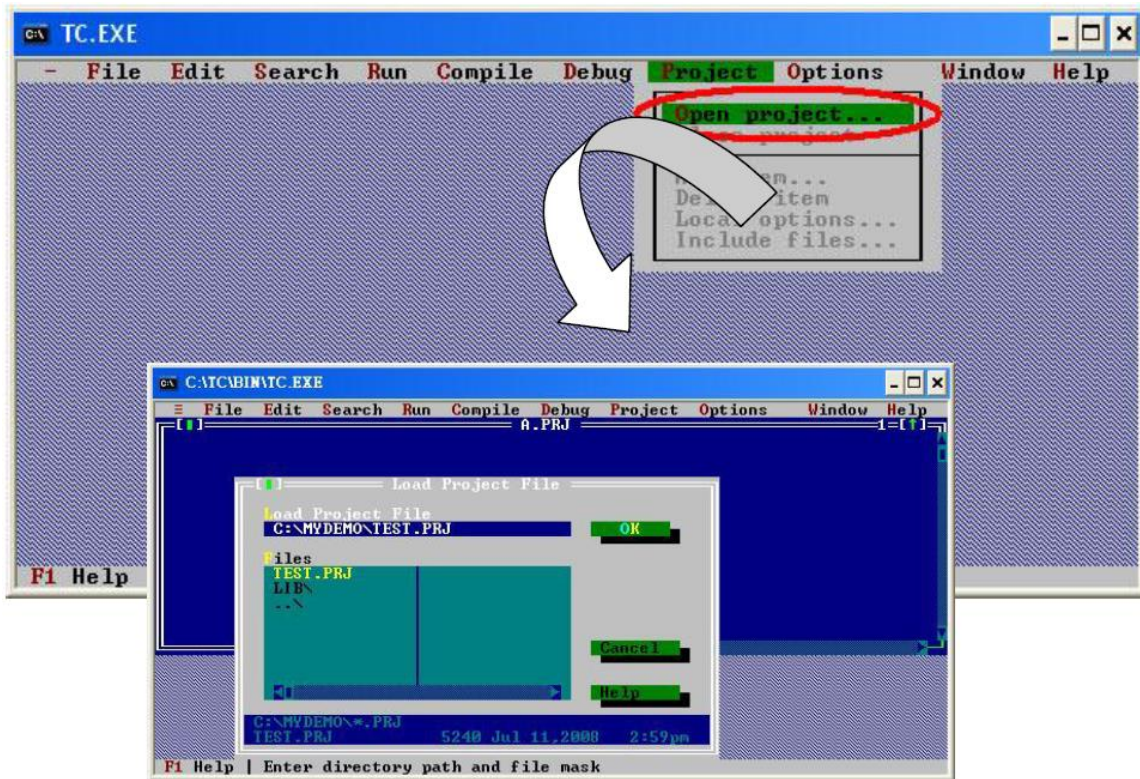 TC.EXE
File Edit Search Run Compile Debug Project Options Window Help
Open project...
project
Local options...
Include files...
F1 Help
C:\TC\BIN\TC.EXE
≡ File Edit Search Run Compile Debug Project Options Window Help
A.PRJ
1
Load Project File
Load Project File
C:\MYDEMO\TEST.PRJ
OK
Files
TEST.PRJ
LIB\
..\
Cancel
Help
C:\MYDEMO\*.PRJ
TEST.PRJ 5240 Jul 11,2008 2:59pm
F1 Help | Enter directory path and file mask